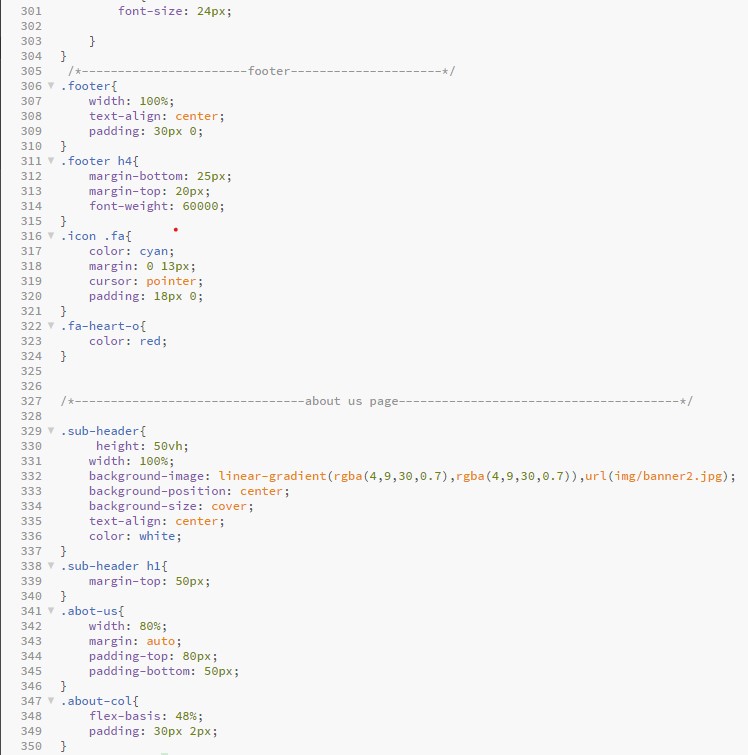 301 font-size: 24px;
302
303 }
304 }
305 /*-----------------------footer---------------------*/
306 .footer{
307 width: 100%;
308 text-align: center;
309 padding: 30px 0;
310 }
311 .footer h4{
312 margin-bottom: 25px;
313 margin-top: 20px;
314 font-weight: 60000;
315 }
316 .icon .fa{
317 color: cyan;
318 margin: 0 13px;
319 cursor: pointer;
320 padding: 18px 0;
321 }
322 .fa-heart-o{
323 color: red;
324 }
325
326
327 /*--------------------------------about us page---------------------------------------*/
328
329 .sub-header{
330 height: 50vh;
331 width: 100%;
332 background-image: linear-gradient(rgba(4,9,30,0.7),rgba(4,9,30,0.7)),url(img/banner2.jpg);
333 background-position: center;
334 background-size: cover;
335 text-align: center;
336 color: white;
337 }
338 .sub-header h1{
339 margin-top: 50px;
340 }
341 .abot-us{
342 width: 80%;
343 margin: auto;
344 padding-top: 80px;
345 padding-bottom: 50px;
346 }
347 .about-col{
348 flex-basis: 48%;
349 padding: 30px 2px;
350 }